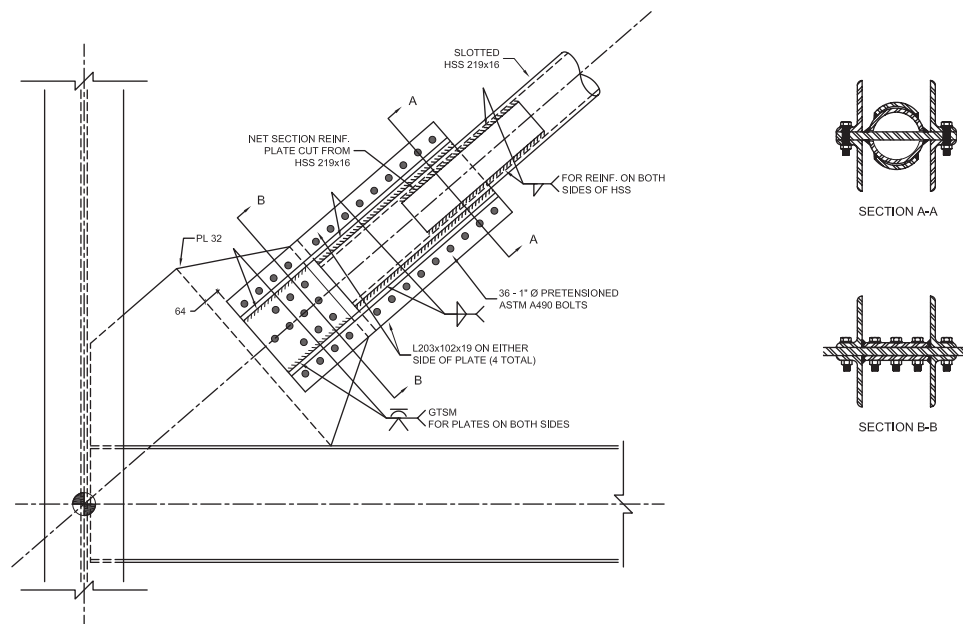 SLOTTED
HSS 219x16
A
NET SECTION REINF.
PLATE CUT FROM
HSS 219x16
FOR REINF. ON BOTH
SIDES OF HSS
B
A
PL 32
36 - 1" Ø PRETENSIONED
ASTM A490 BOLTS
64
L203x102x19 ON EITHER
SIDE OF PLATE (4 TOTAL)
B
GTSM
FOR PLATES ON BOTH SIDES
SECTION A-A
SECTION B-B